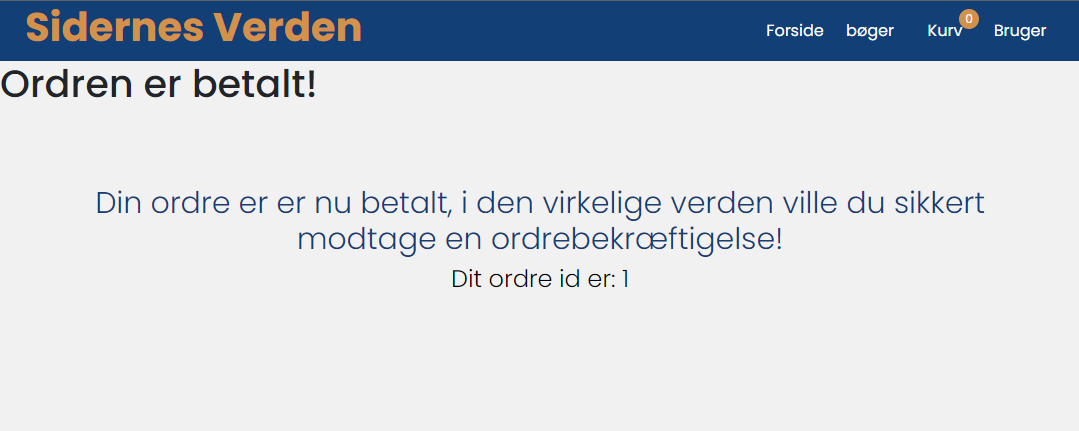 Sidernes Verden
Forside bøger Kurv 0 Bruger
Ordren er betalt!
Din ordre er er nu betalt, i den virkelige verden ville du sikkert
modtage en ordrebekræftigelse!
Dit ordre id er: 1